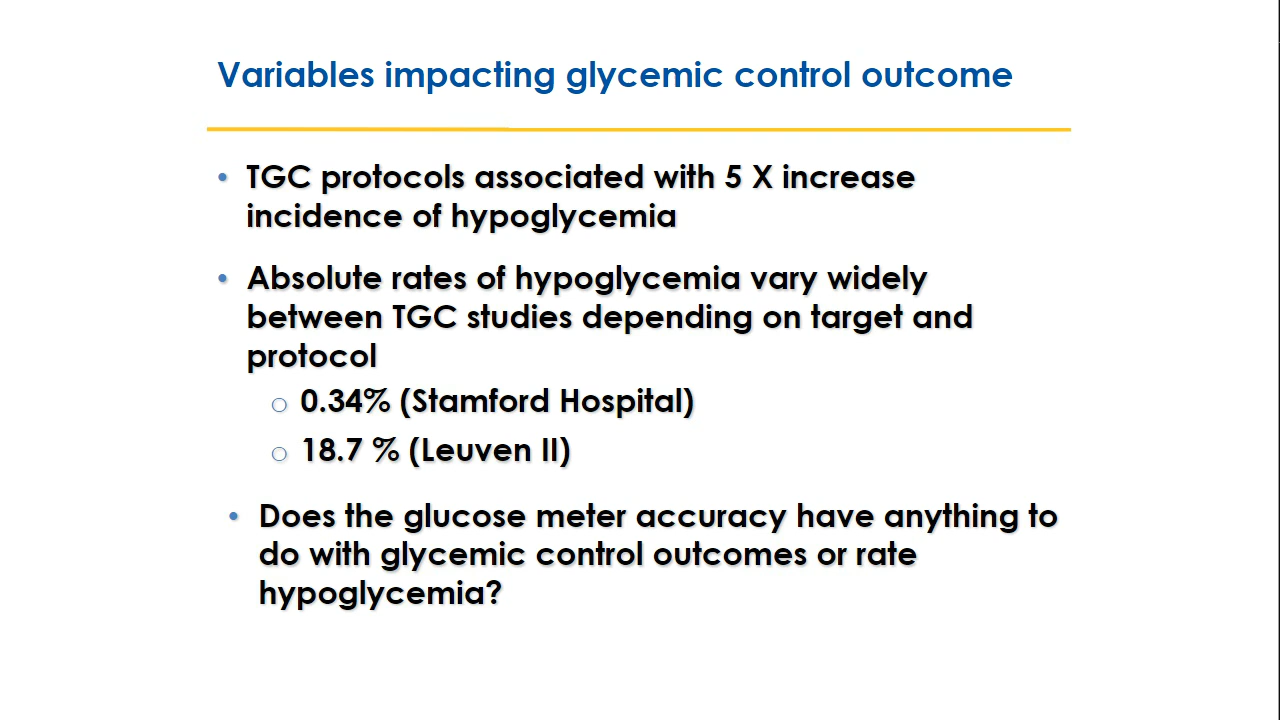 Variables impacting glycemic control outcome
• TGC protocols associated with 5 X increase
incidence of hypoglycemia
• Absolute rates of hypoglycemia vary widely
between TGC studies depending on target and
protocol
○ 0.34% (Stamford Hospital)
○ 18.7 % (Leuven II)
• Does the glucose meter accuracy have anything to
do with glycemic control outcomes or rate
hypoglycemia?